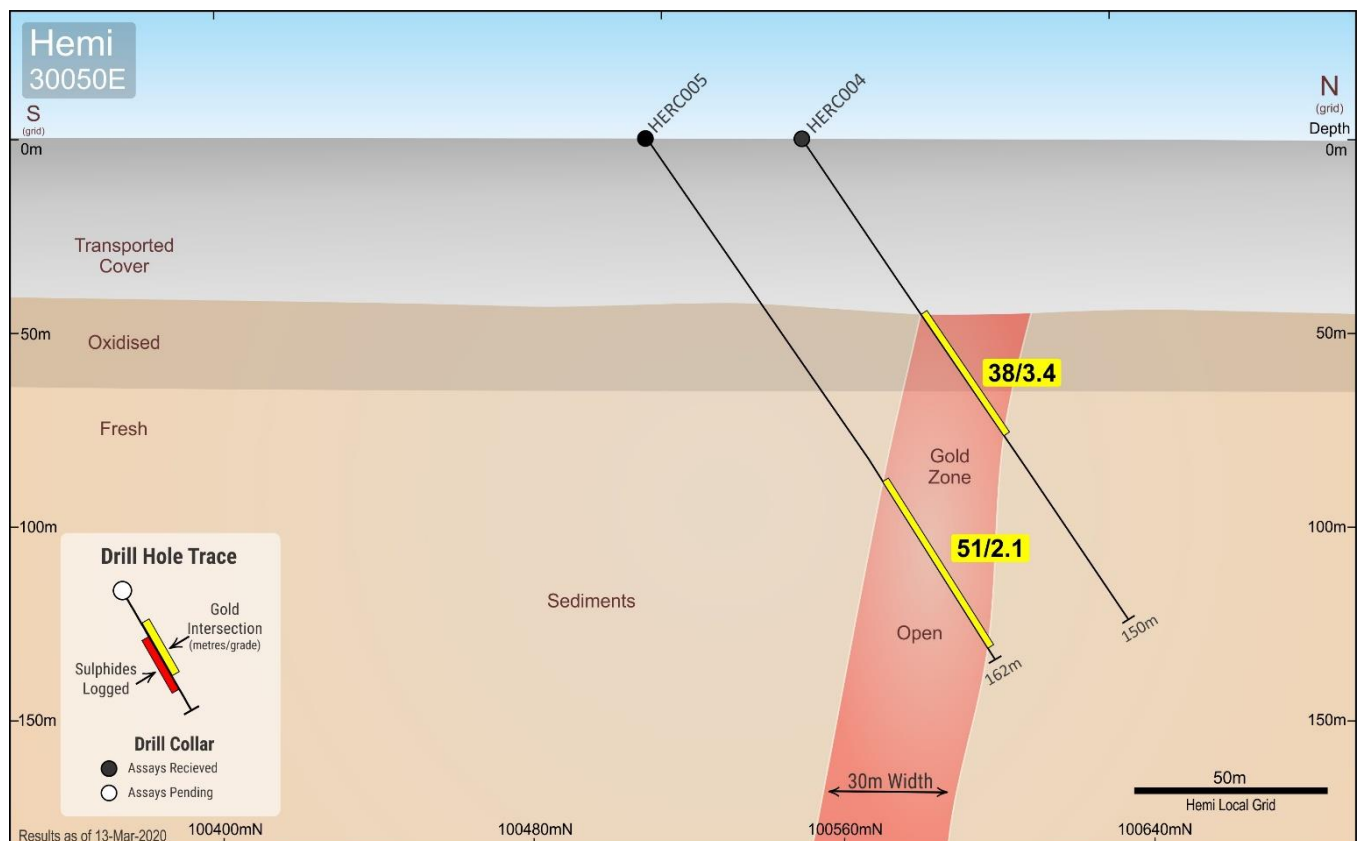 Hemi
30050E
S
(grid)
0m
HERC005
HERC004
N
(grid)
Depth
0m
Transported
Cover
50m
Oxidised
50m
38/3.4
Fresh
Gold
Zone
100m
100m
51/2.1
Drill Hole Trace
Gold
Intersection
(metres/grade)
Sulphides
Logged
Sediments
Open
150m
162m
150m
150m
Drill Collar
Assays Recieved
Assays Pending
30m Width
50m
Hemi Local Grid
Results as of 13-Mar-2020
100400mN
100480mN
100560mN
100640mN